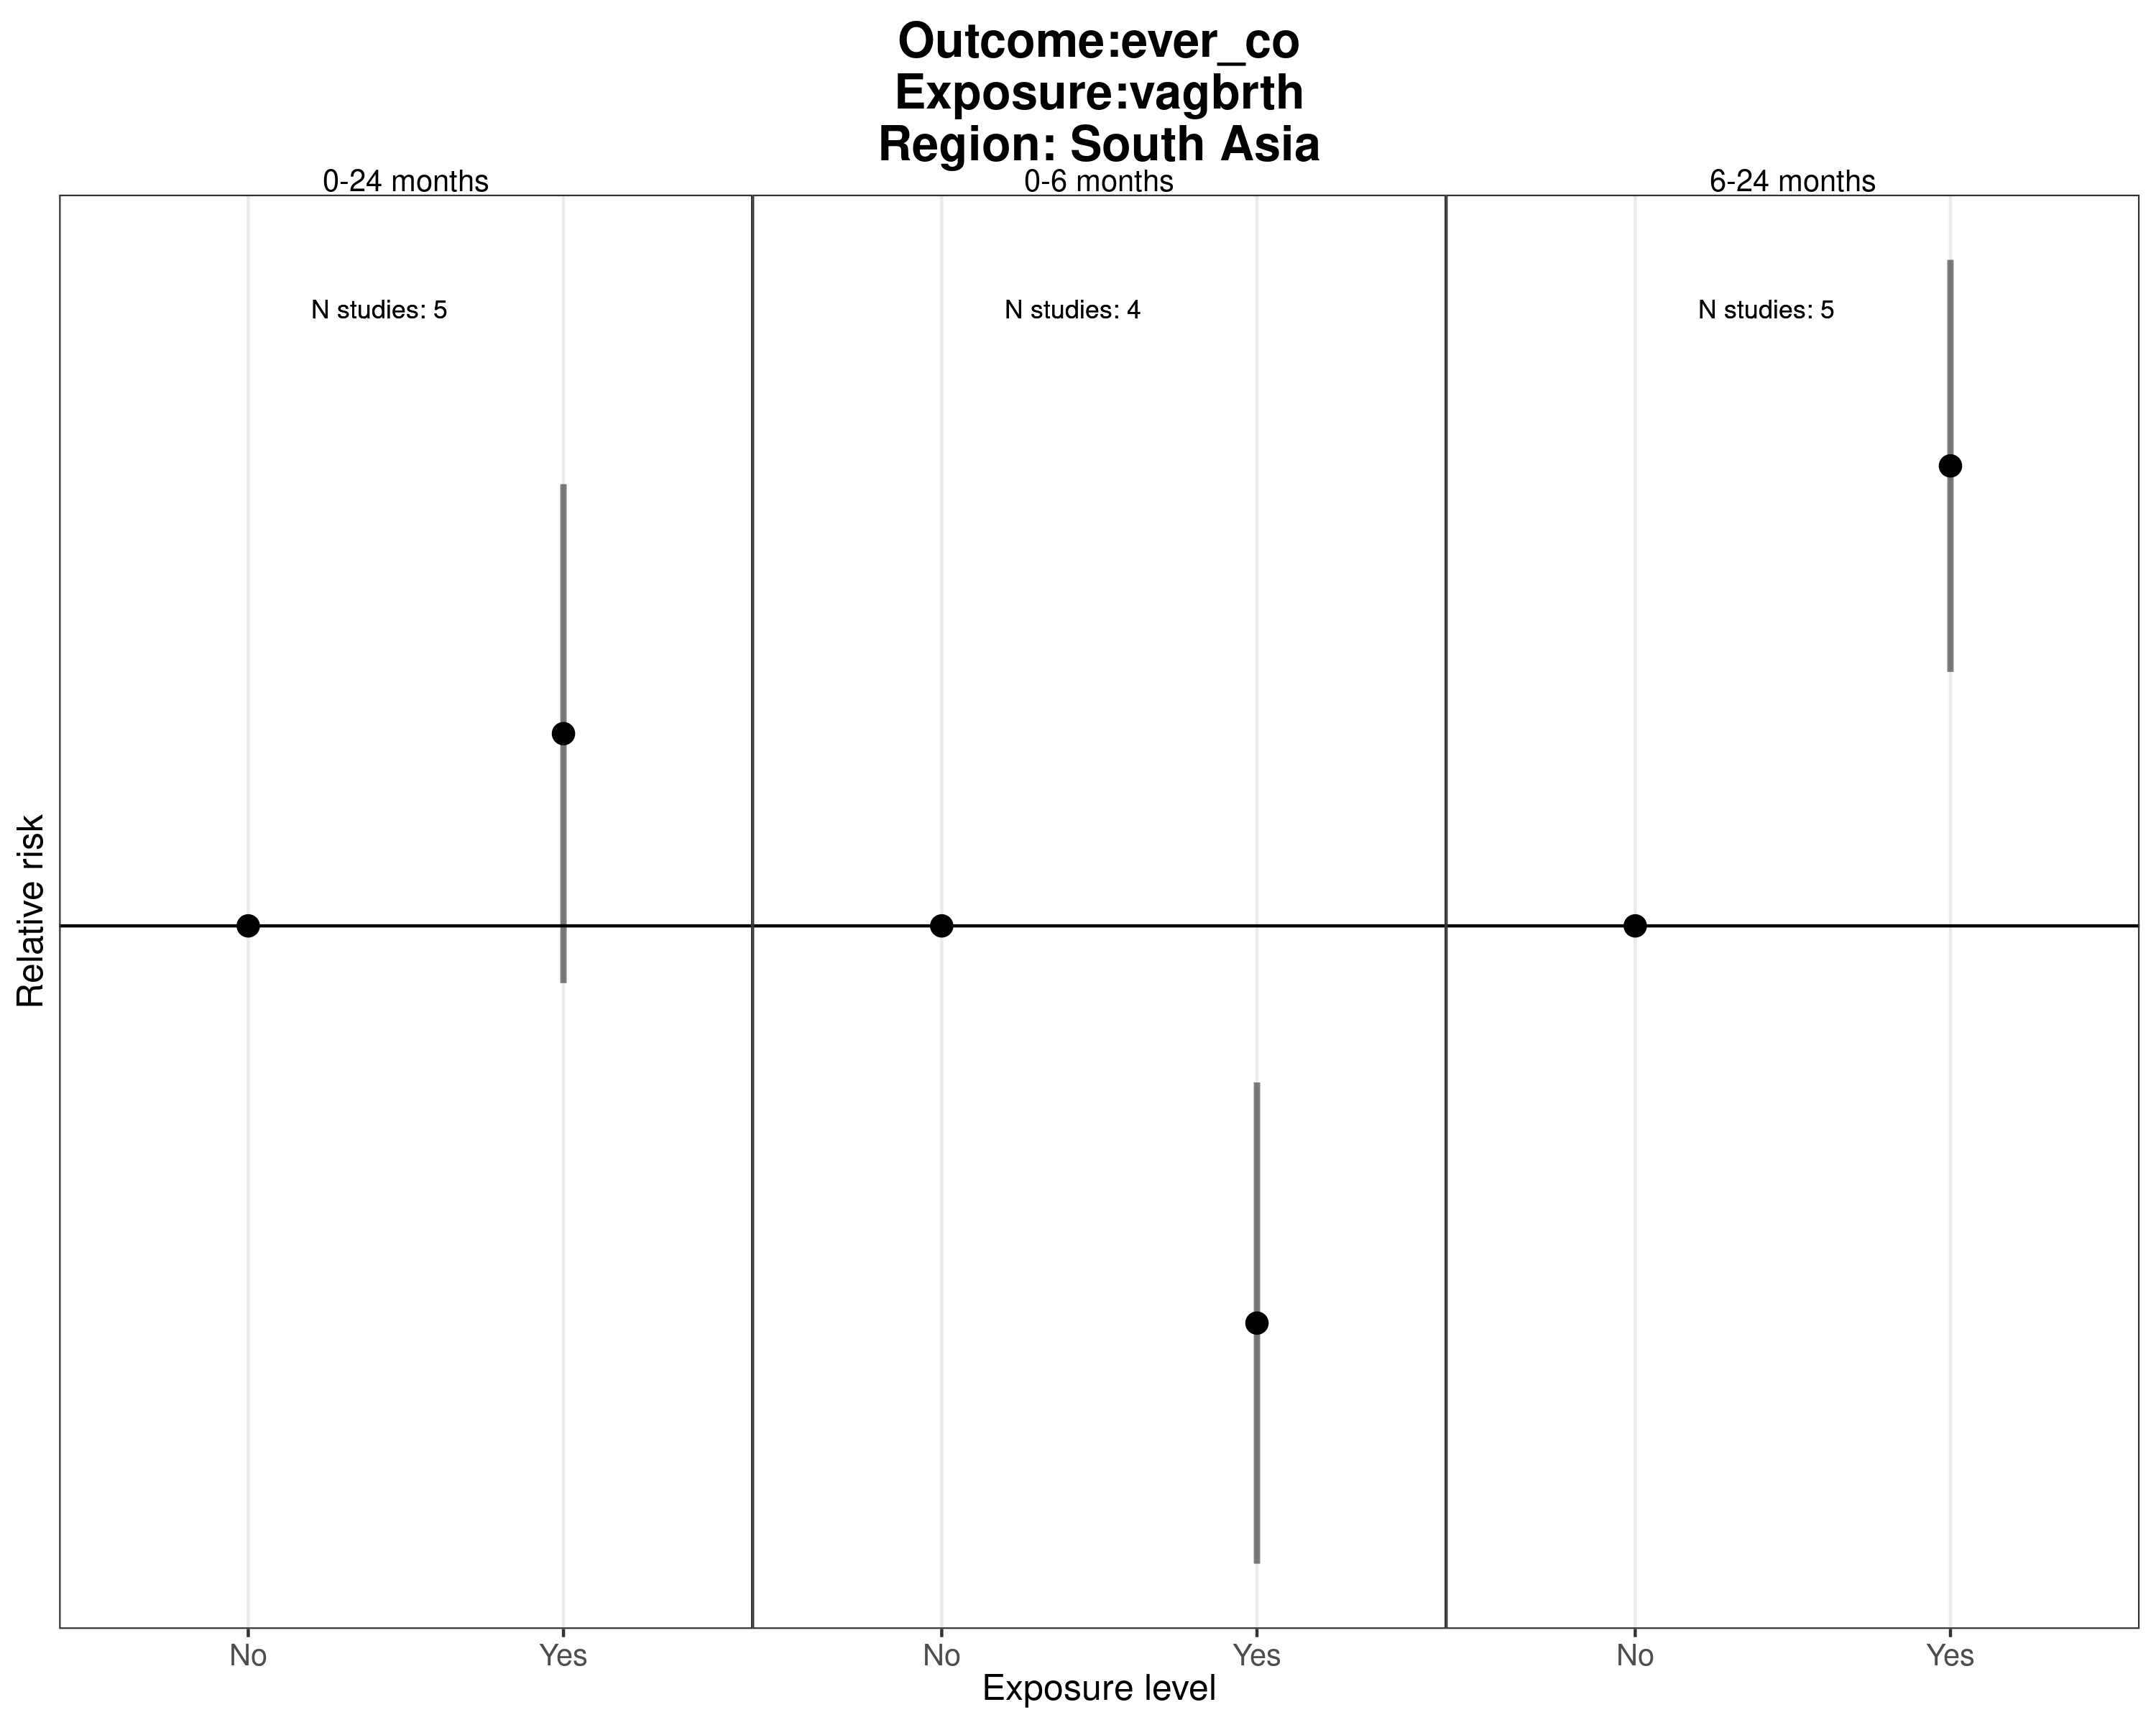 Outcome:ever_co
Exposure:vagbrth
Region: South Asia
0-24 months
0-6 months
6-24 months
N studies: 5
N studies: 4
N studies: 5
Relative risk
No
Yes
No
Yes
No
Yes
Exposure level